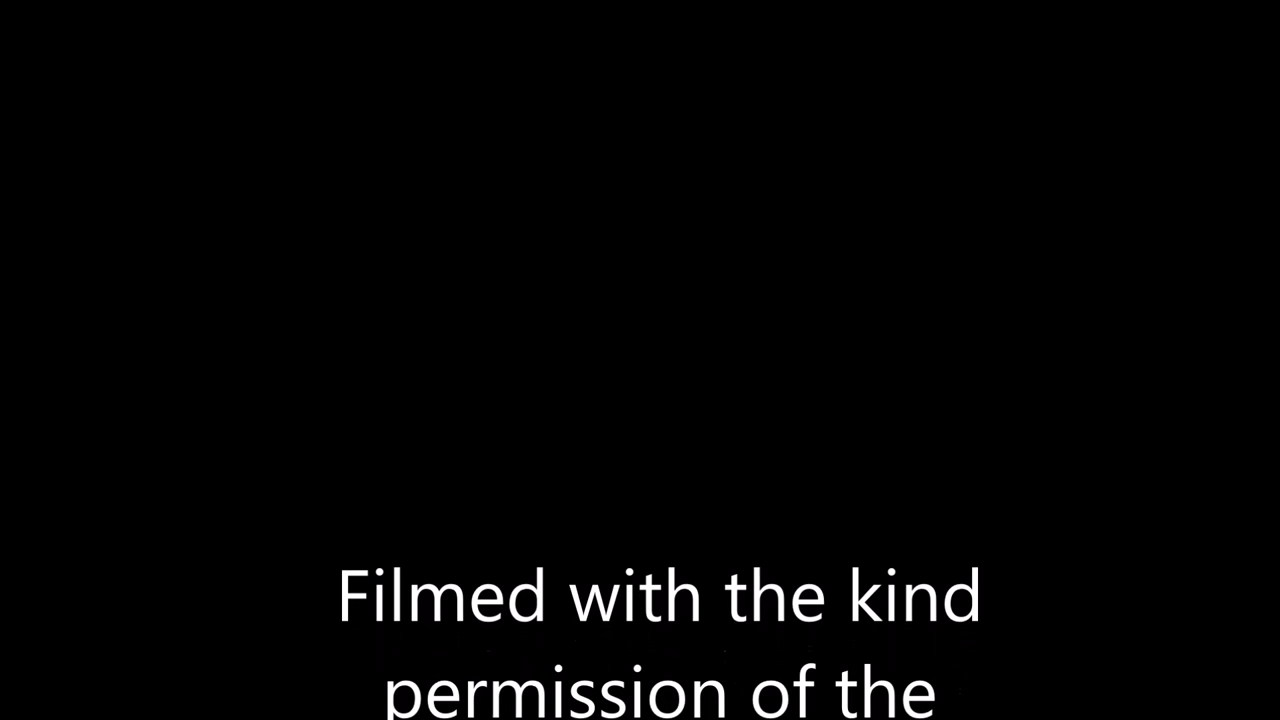 Filmed with the kind
permission of the